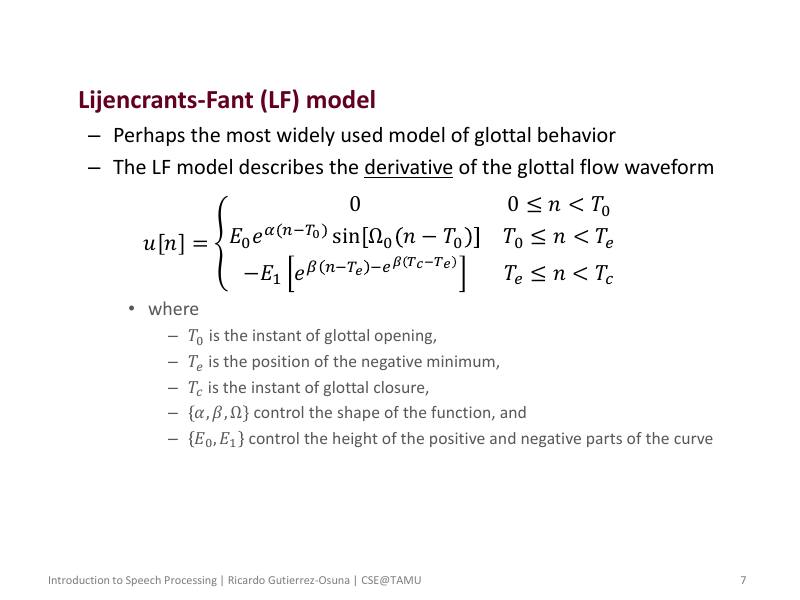 Lijencrants-Fant (LF) model
– Perhaps the most widely used model of glottal behavior
– The LF model describes the derivative of the glottal flow waveform
u[n] = { 0   0 ≤ n < T_0
E_0 e^{α(n−T_0)} sin[Ω_0(n − T_0)]   T_0 ≤ n < T_e
−E_1 [e^{β(n−T_e)−e^{β(T_c−T_e)}}]   T_e ≤ n < T_c
• where
– T_0 is the instant of glottal opening,
– T_e is the position of the negative minimum,
– T_c is the instant of glottal closure,
– {α, β, Ω} control the shape of the function, and
– {E_0, E_1} control the height of the positive and negative parts of the curve
Introduction to Speech Processing | Ricardo Gutierrez-Osuna | CSE@TAMU 7